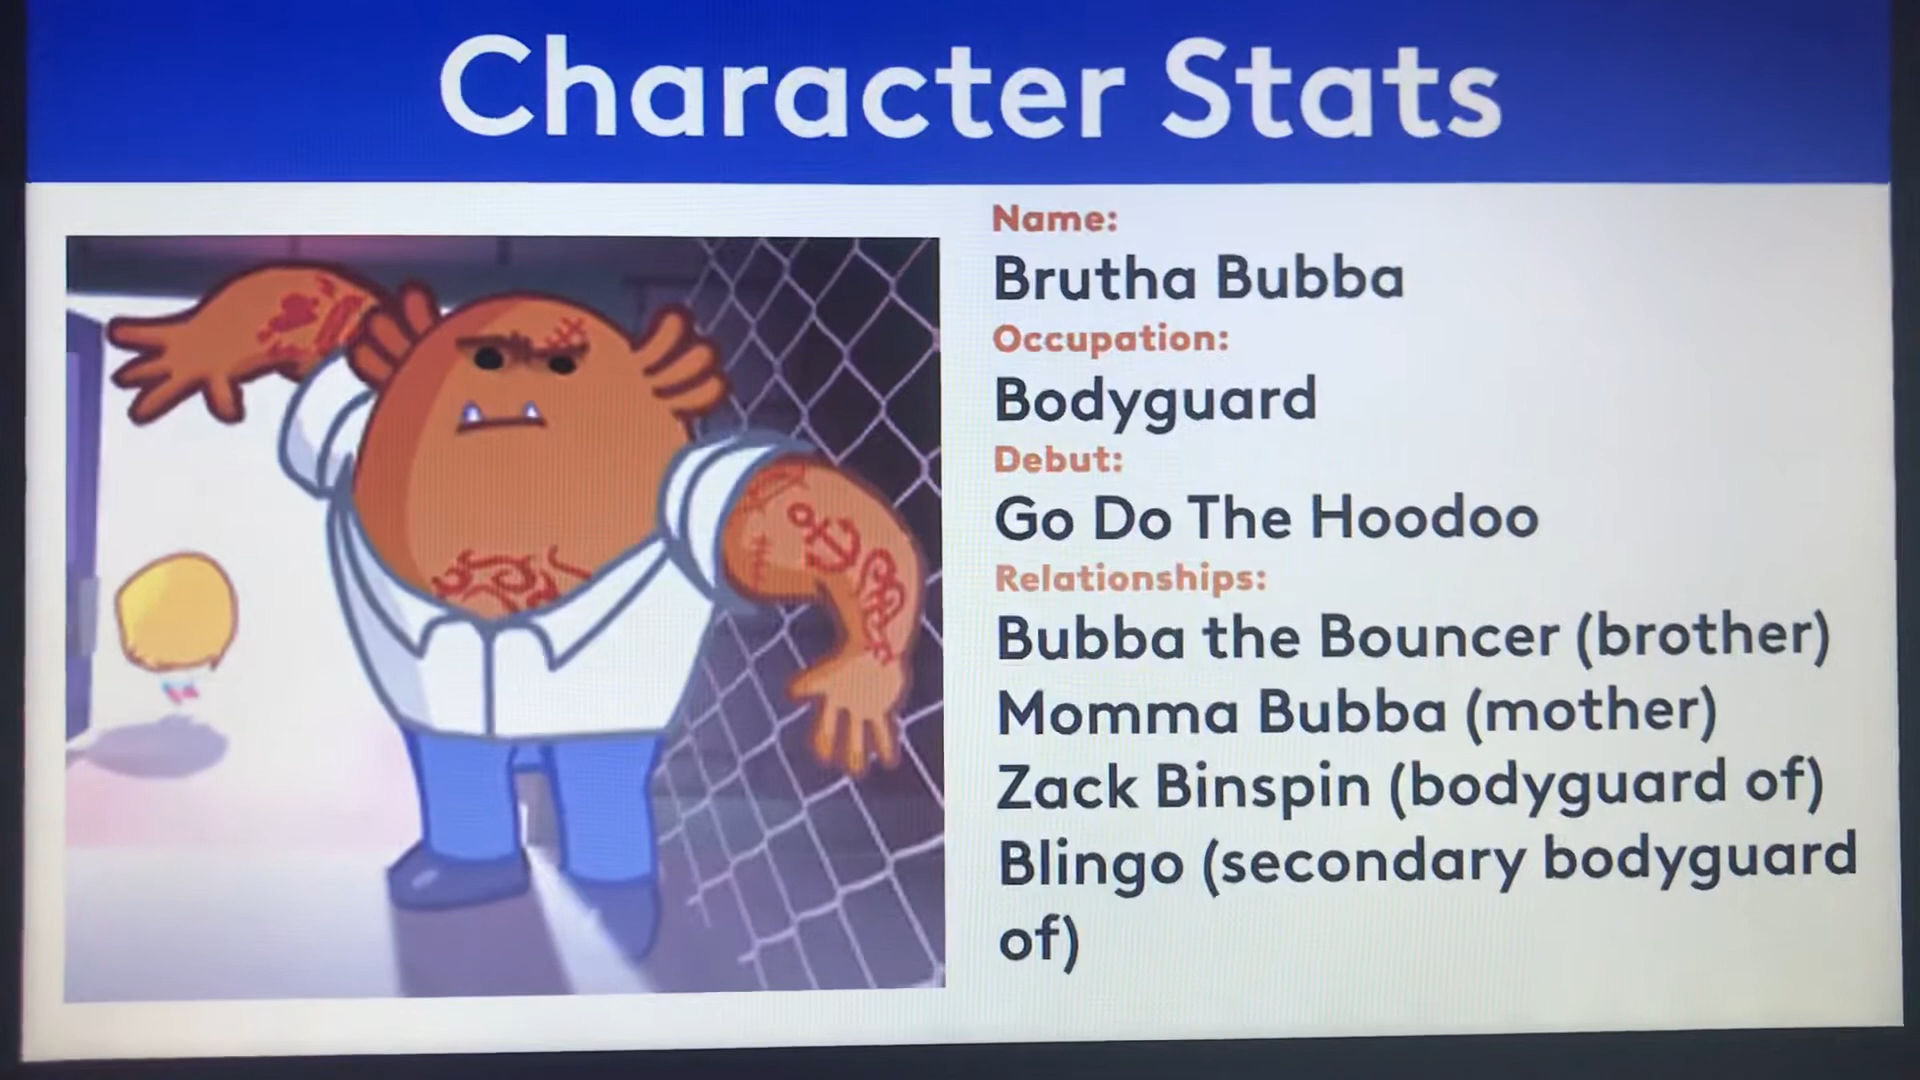 Character Stats
Name:
Brutha Bubba
Occupation:
Bodyguard
Debut:
Go Do The Hoodoo
Relationships:
Bubba the Bouncer (brother)
Momma Bubba (mother)
Zack Binspin (bodyguard of)
Blingo (secondary bodyguard
of)